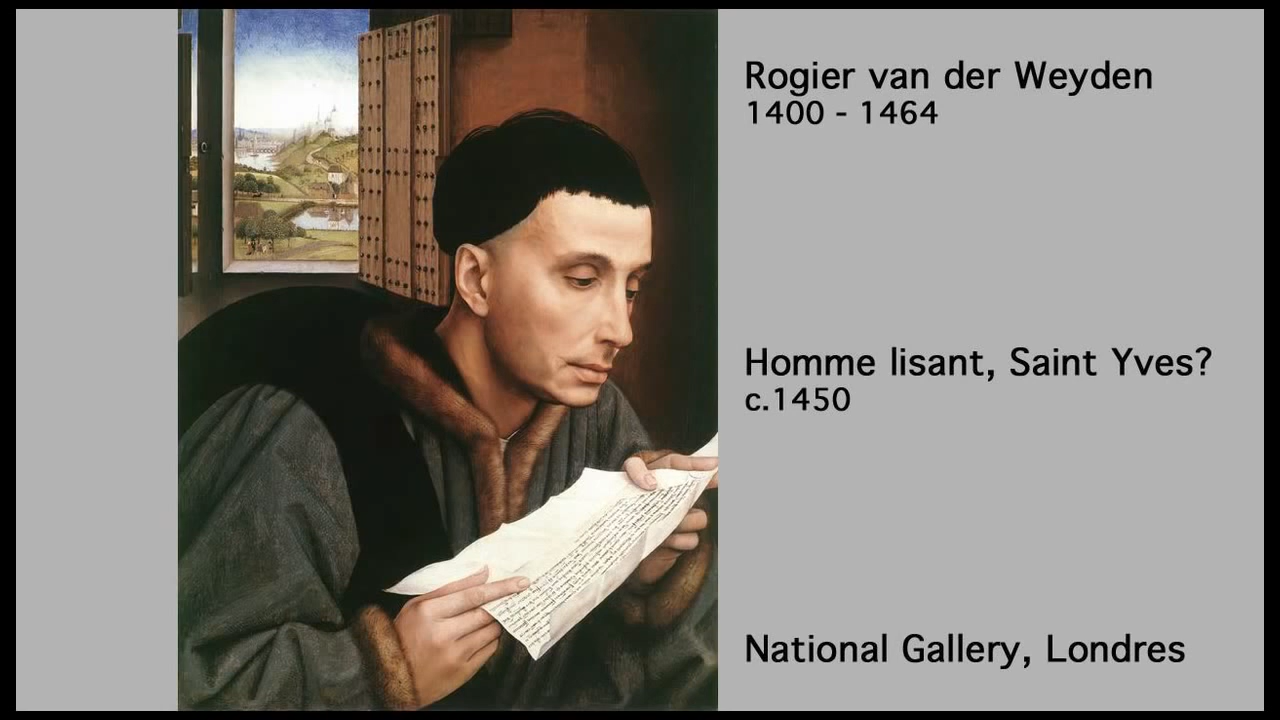 Rogier van der Weyden
1400 - 1464
Homme lisant, Saint Yves?
c.1450
National Gallery, Londres